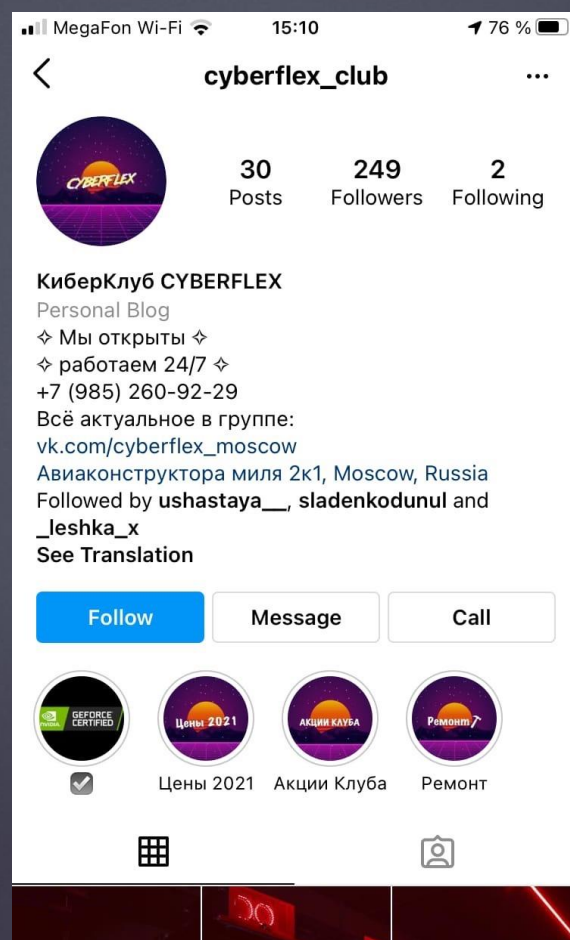 MegaFon Wi-Fi 15:10 76 %
cyberflex_club
CYBERFLEX
30 249 2
Posts Followers Following
КиберКлуб CYBERFLEX
Personal Blog
✧ Мы открыты ✧
✧ работаем 24/7 ✧
+7 (985) 260-92-29
Всё актуальное в группе:
vk.com/cyberflex_moscow
Авиаконструктора миля 2к1, Moscow, Russia
Followed by ushastaya__, sladenkodunul and
_leshka_x
See Translation
Follow Message Call
NVIDIA GEFORCE
CERTIFIED
Цены 2021
АКЦИИ КЛУБА
Ремонт
Цены 2021 Акции Клуба Ремонт